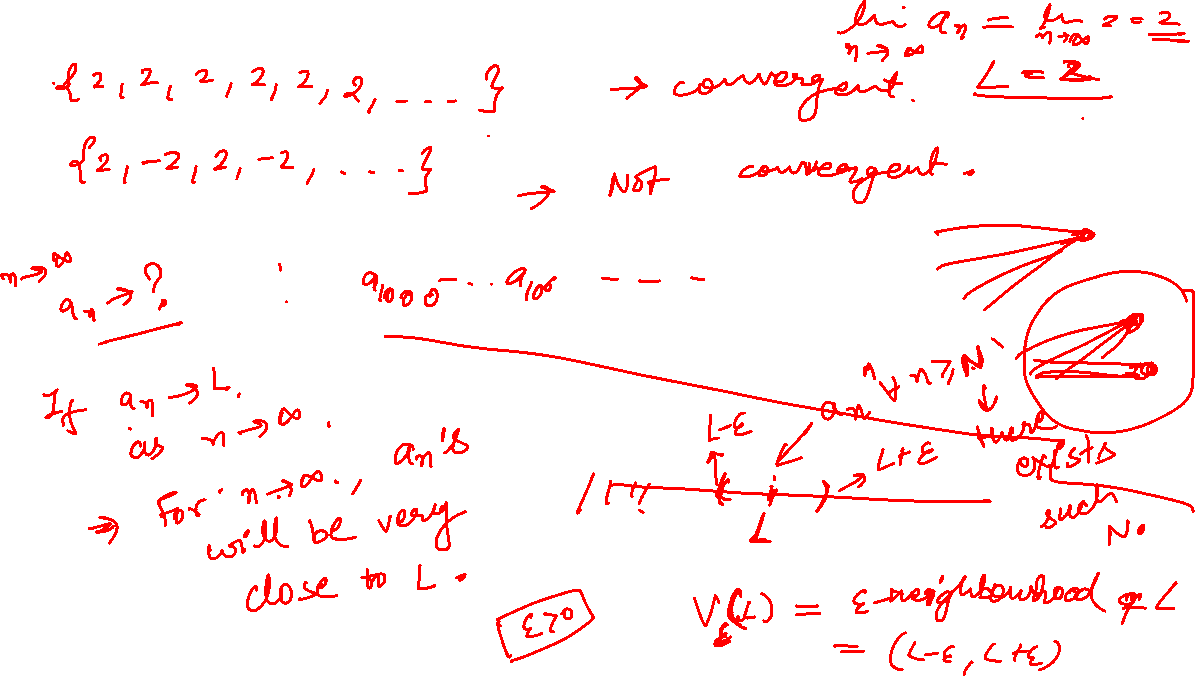 lim a_n = lim 2 = 2
n→∞ n→∞
{2, 2, 2, 2, 2, 2, ....} → convergent. L = 2
{2, -2, 2, -2, ....} → Not convergent.
n→∞
a_n → ? : a_1000 ... a_100 - - - -
If a_n → L.
as n → ∞.
⇒ For n→∞., a_n's
will be very
close to L.
a_n ∀ n ≥ N
↓
there
exists
such
N.
L-ε L+ε
L
ε>0
V_ε(L) = ε-neighbourhood of L
= (L-ε, L+ε)